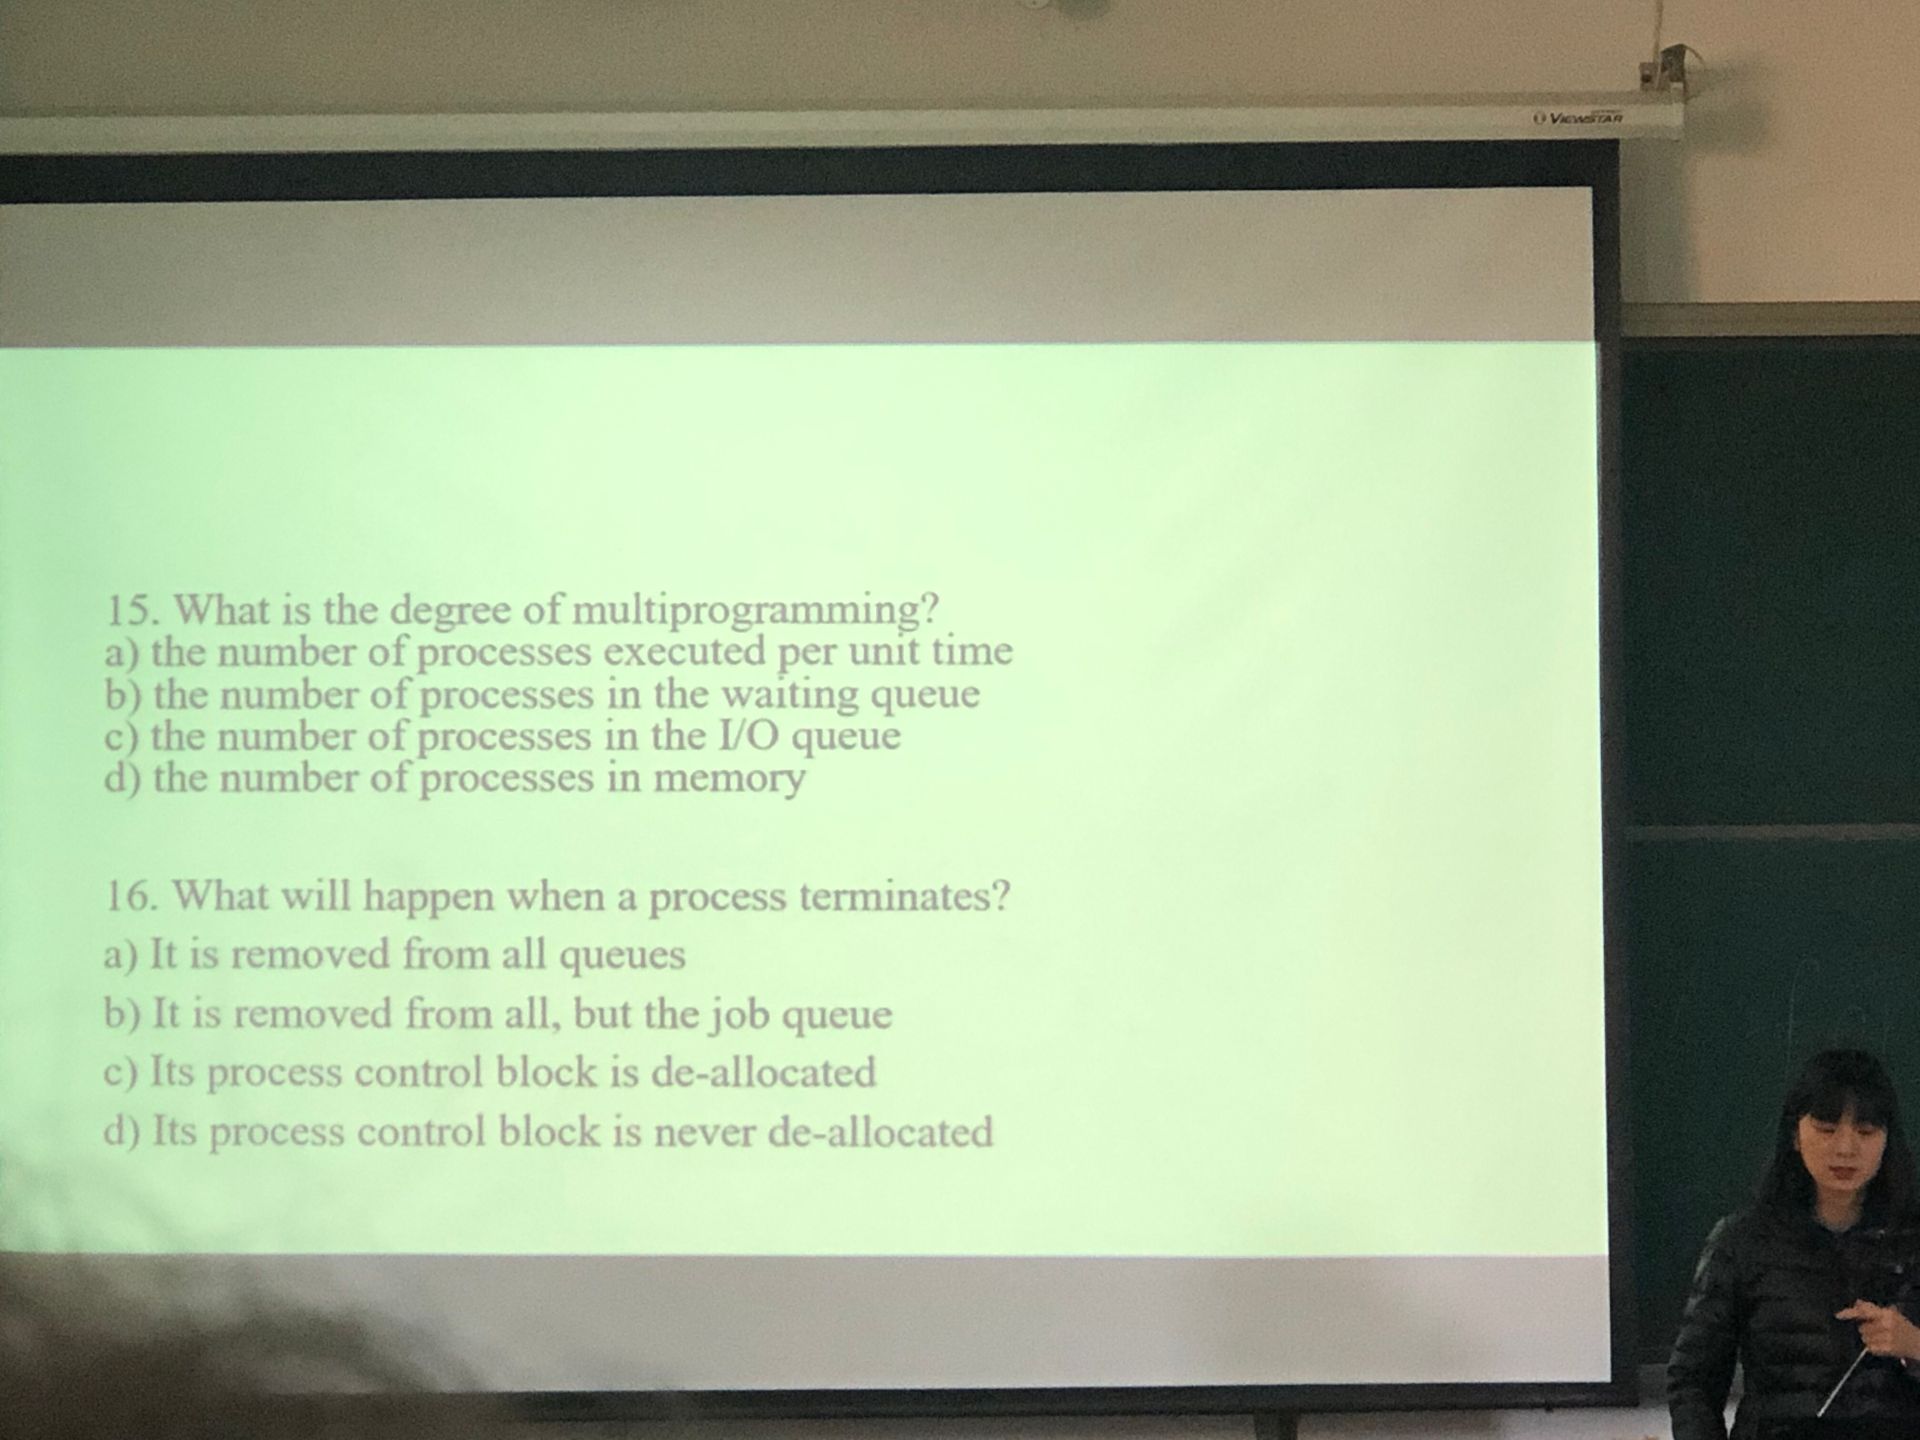 VIEWSTAR
15. What is the degree of multiprogramming?
a) the number of processes executed per unit time
b) the number of processes in the waiting queue
c) the number of processes in the I/O queue
d) the number of processes in memory
16. What will happen when a process terminates?
a) It is removed from all queues
b) It is removed from all, but the job queue
c) Its process control block is de-allocated
d) Its process control block is never de-allocated